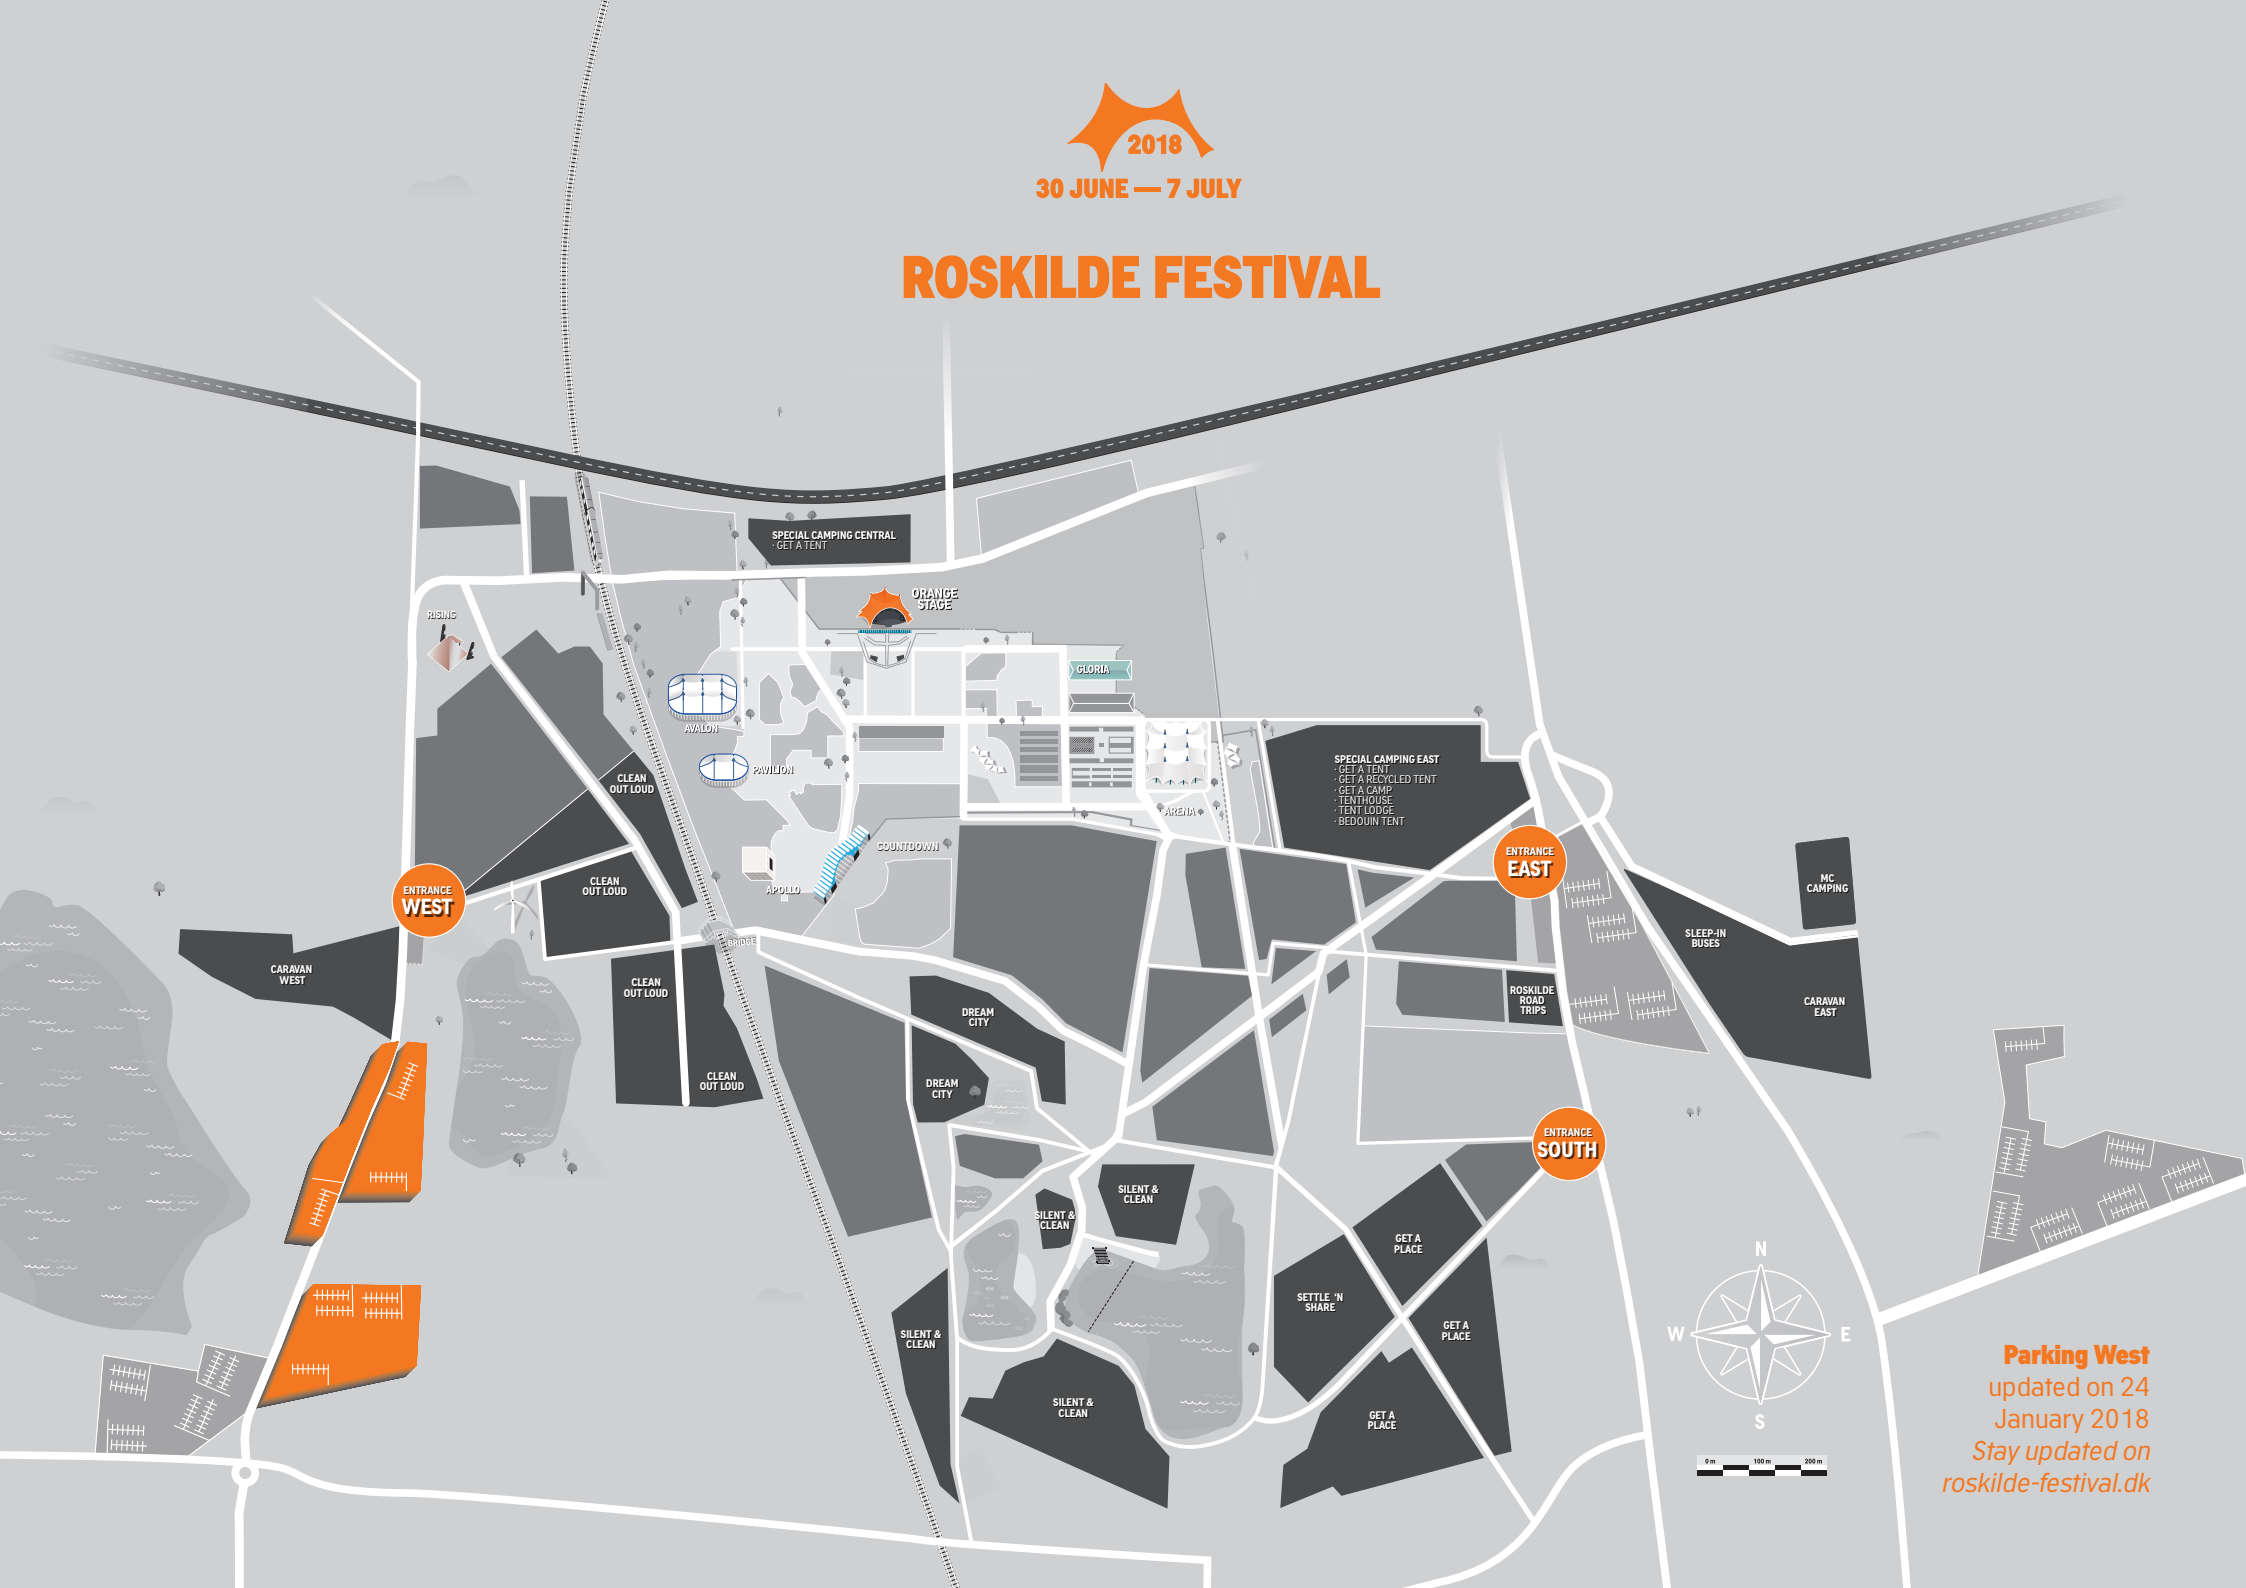 2018
30 JUNE — 7 JULY
ROSKILDE FESTIVAL
SPECIAL CAMPING CENTRAL
· GET A TENT
ORANGE
STAGE
RISING
GLORIA
AVALON
PAVILION
CLEAN
OUT LOUD
SPECIAL CAMPING EAST
· GET A TENT
· GET A RECYCLED TENT
· GET A CAMP
· TENTHOUSE
· TENT LODGE
· BEDOUIN TENT
ARENA
COUNTDOWN
ENTRANCE
EAST
MC
CAMPING
APOLLO
ENTRANCE
WEST
CLEAN
OUT LOUD
BRIDGE
SLEEP-IN
BUSES
CARAVAN
WEST
CLEAN
OUT LOUD
ROSKILDE
ROAD
TRIPS
CARAVAN
EAST
DREAM
CITY
CLEAN
OUT LOUD
DREAM
CITY
ENTRANCE
SOUTH
SILENT &
CLEAN
SILENT &
CLEAN
GET A
PLACE
SETTLE 'N
SHARE
GET A
PLACE
SILENT &
CLEAN
SILENT &
CLEAN
GET A
PLACE
N
W
E
S
0 m 100 m 200 m
Parking West
updated on 24
January 2018
Stay updated on
roskilde-festival.dk